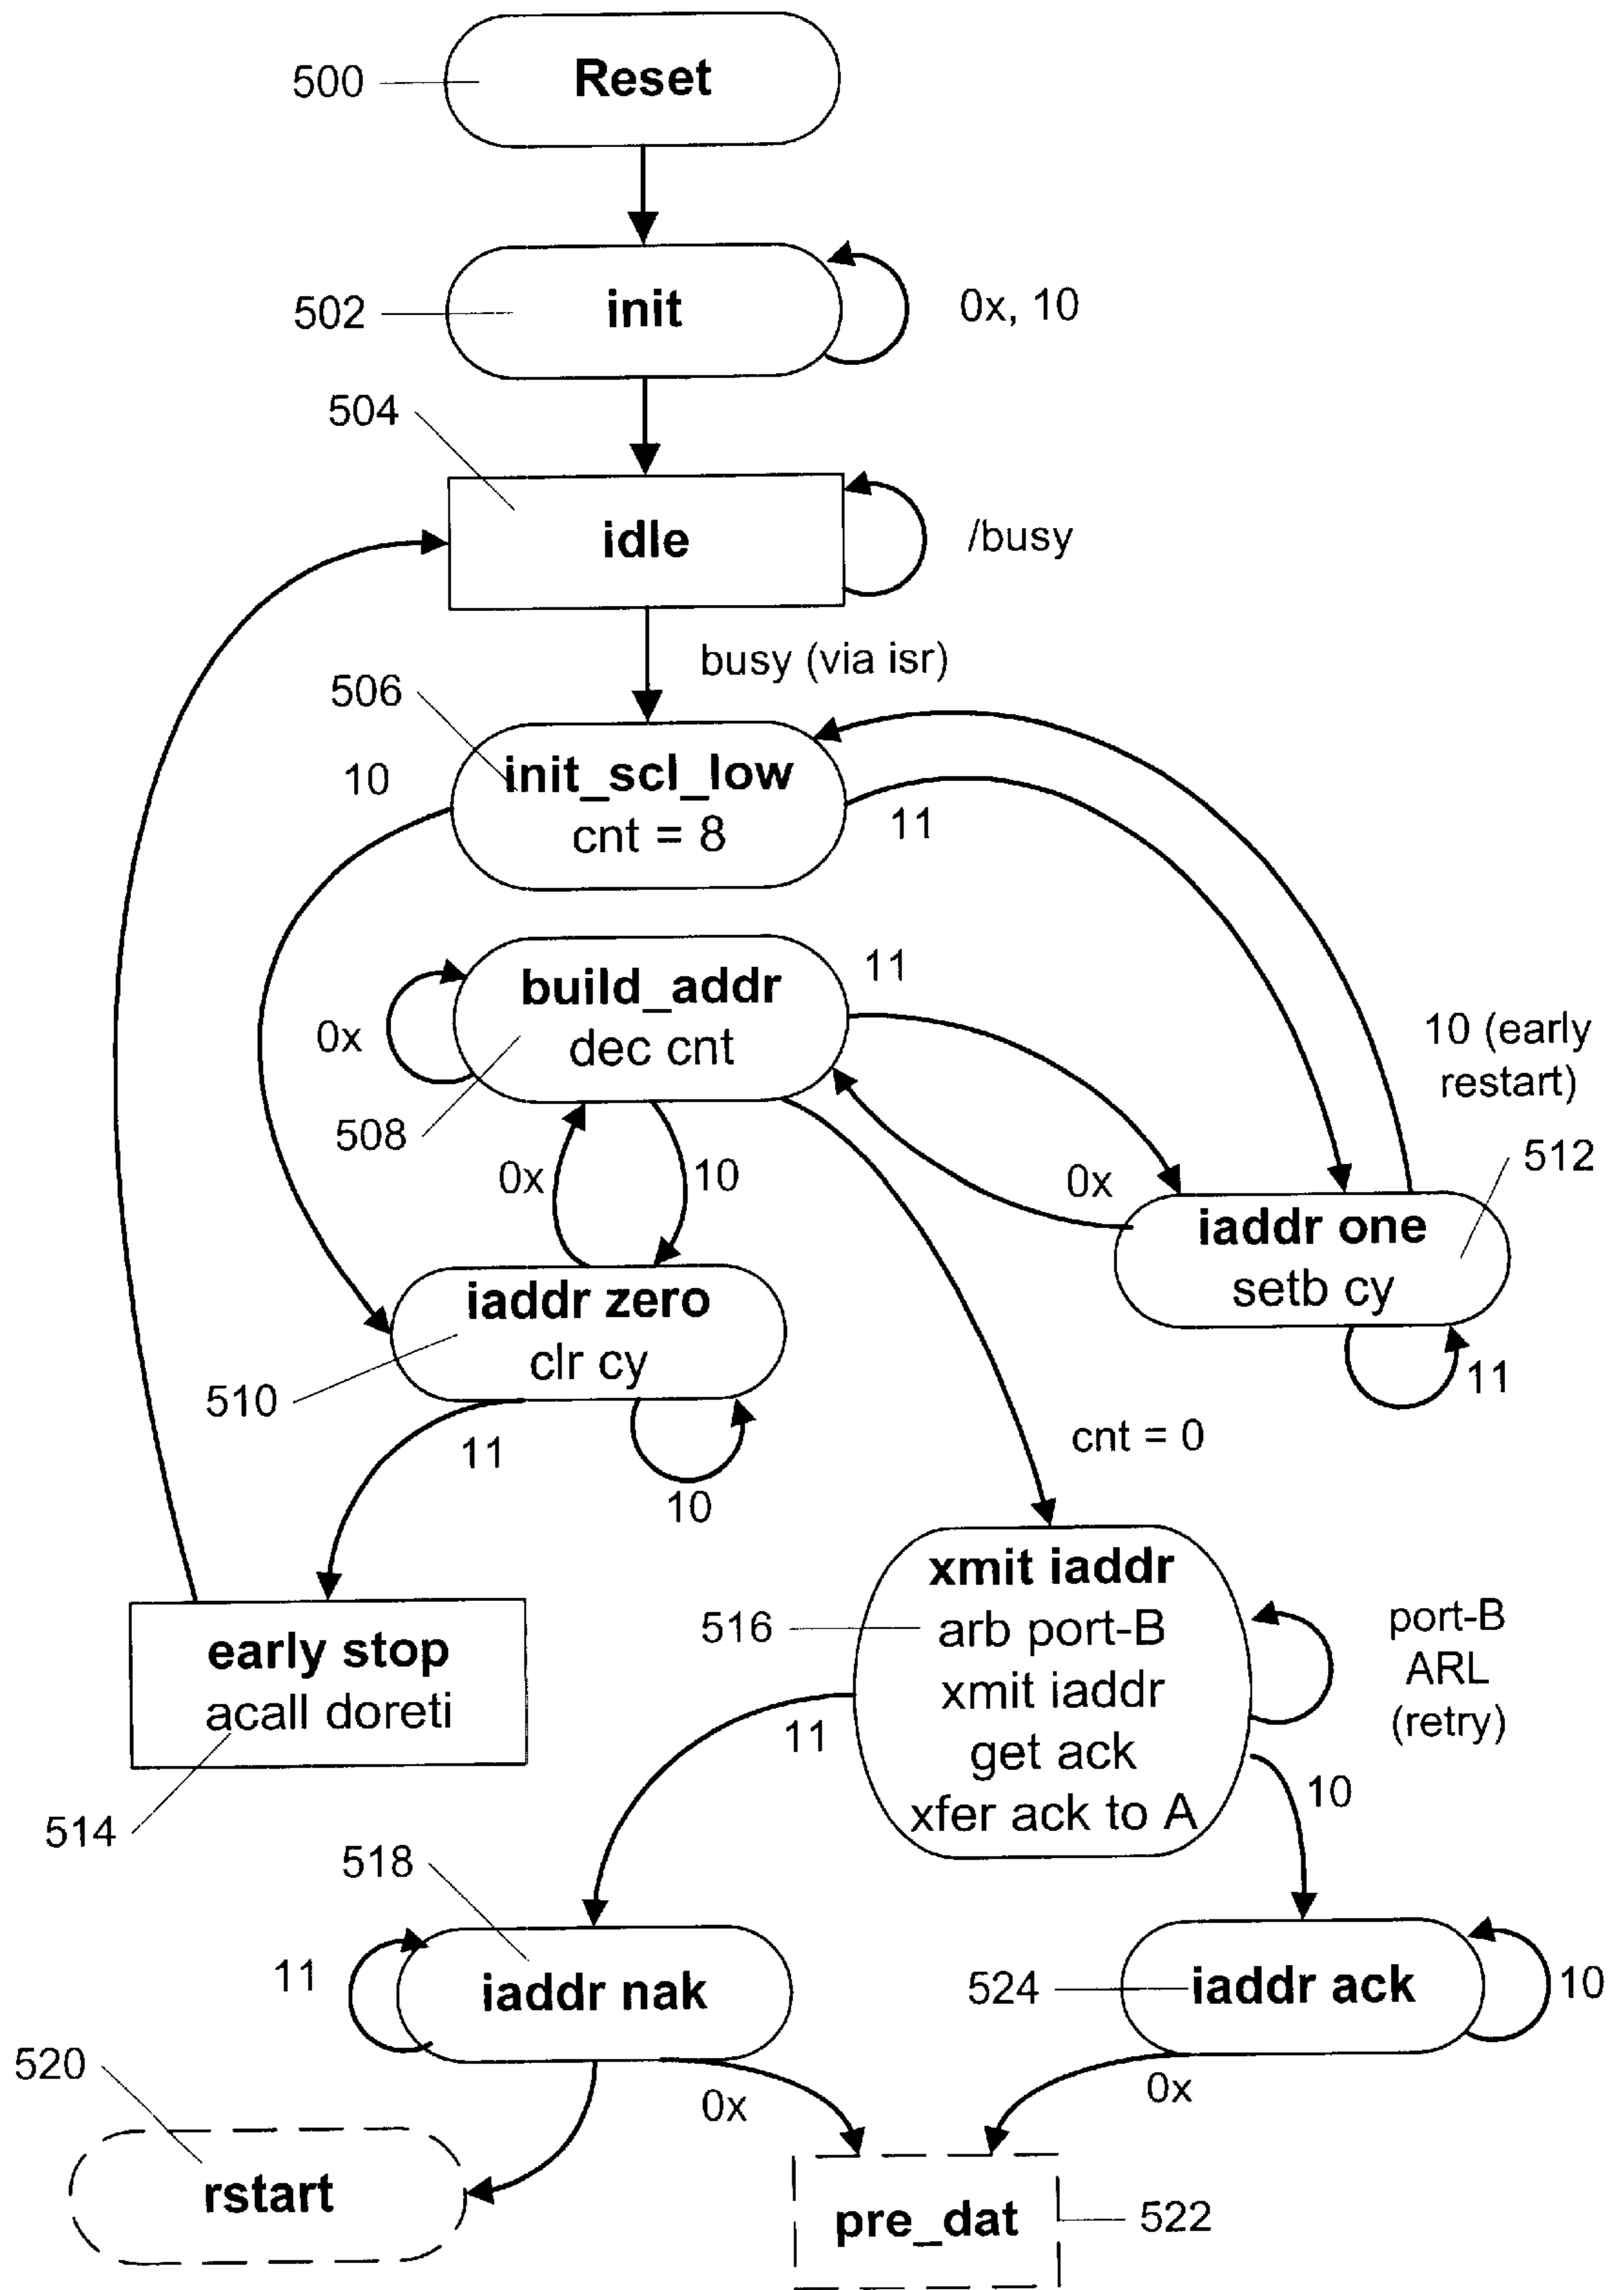 500
Reset
502
init
0x, 10
504
idle
/busy
busy (via isr)
506
10
init_scl_low
cnt = 8
11
build_addr
dec cnt
11
0x
508
10 (early
restart)
512
0x
10
0x
iaddr one
setb cy
11
iaddr zero
clr cy
510
11
10
cnt = 0
early stop
acall doreti
514
xmit iaddr
516
arb port-B
xmit iaddr
get ack
xfer ack to A
port-B
ARL
(retry)
11
10
518
11
iaddr nak
524
iaddr ack
10
520
0x
0x
rstart
pre_dat
522